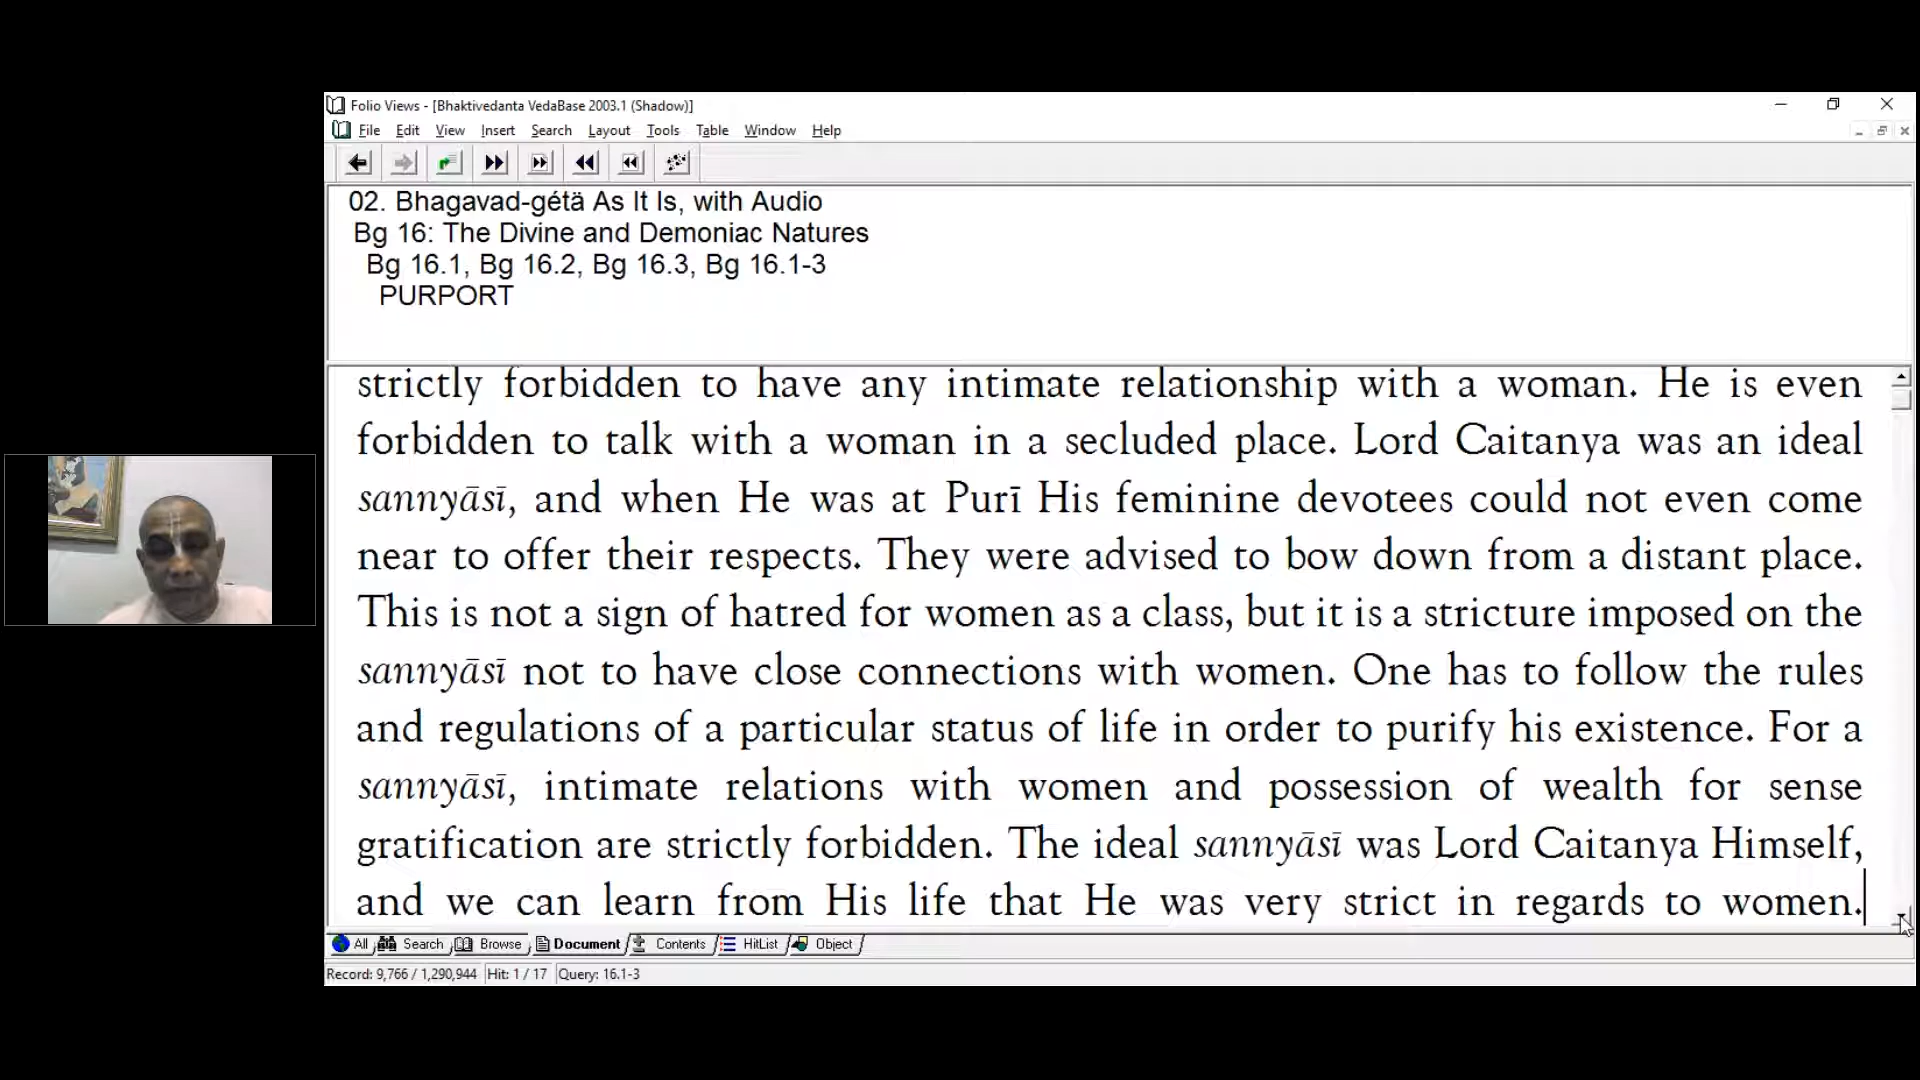 Folio Views - [Bhaktivedanta VedaBase 2003.1 (Shadow)]
File Edit View Insert Search Layout Tools Table Window Help
02. Bhagavad-gétä As It Is, with Audio
Bg 16: The Divine and Demoniac Natures
Bg 16.1, Bg 16.2, Bg 16.3, Bg 16.1-3
PURPORT
strictly forbidden to have any intimate relationship with a woman. He is even
forbidden to talk with a woman in a secluded place. Lord Caitanya was an ideal
sannyāsī, and when He was at Purī His feminine devotees could not even come
near to offer their respects. They were advised to bow down from a distant place.
This is not a sign of hatred for women as a class, but it is a stricture imposed on the
sannyāsī not to have close connections with women. One has to follow the rules
and regulations of a particular status of life in order to purify his existence. For a
sannyāsī, intimate relations with women and possession of wealth for sense
gratification are strictly forbidden. The ideal sannyāsī was Lord Caitanya Himself,
and we can learn from His life that He was very strict in regards to women.
All Search Browse Document Contents HitList Object
Record: 9,766 / 1,290,944 Hit: 1 / 17 Query: 16.1-3